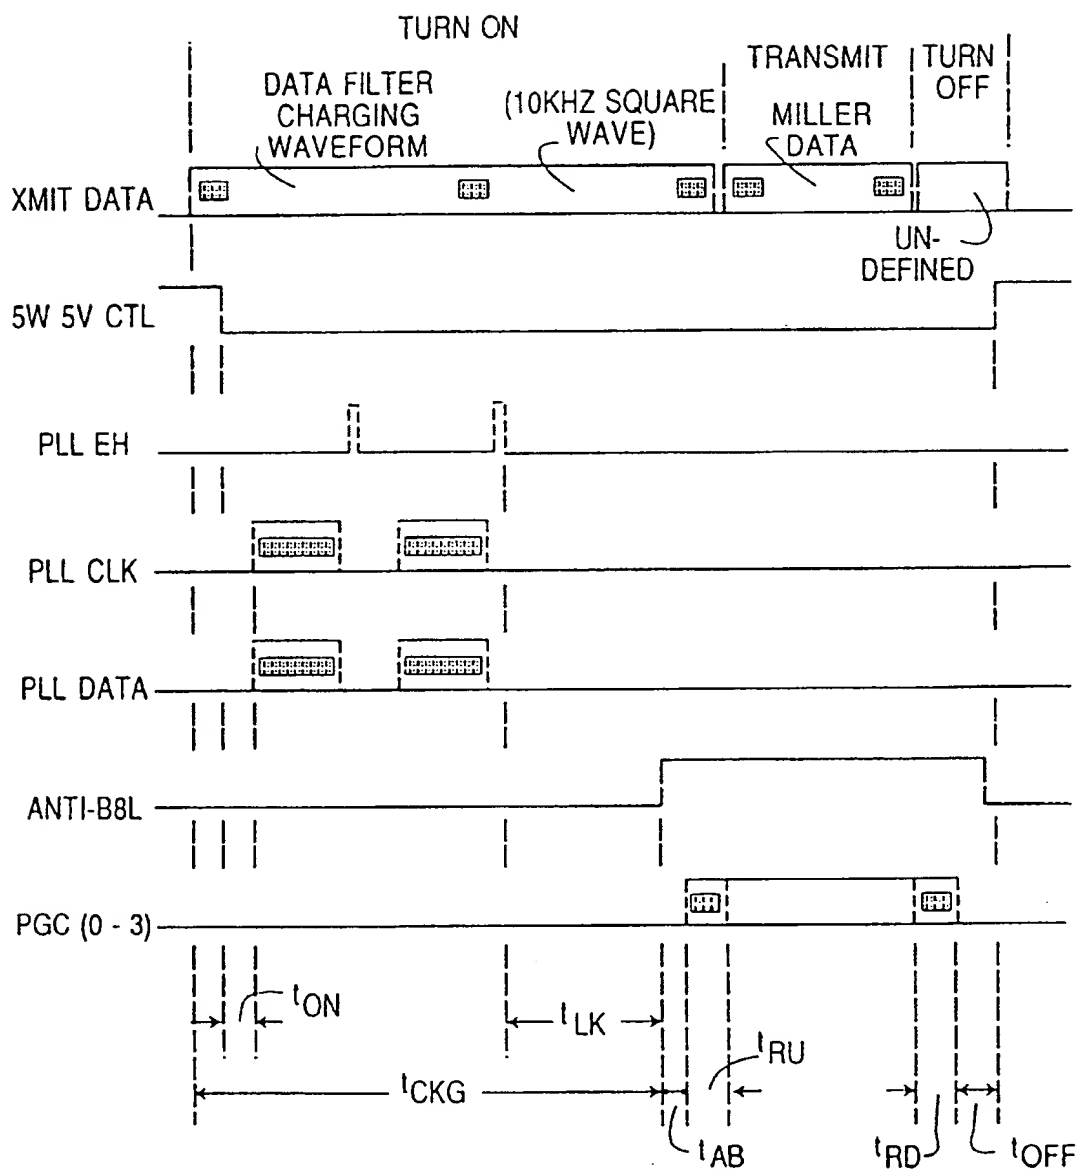 TURN ON
TRANSMIT
TURN
OFF
DATA FILTER
CHARGING
WAVEFORM
(10KHZ SQUARE
WAVE)
MILLER
DATA
XMIT DATA
UN-
DEFINED
5W 5V CTL
PLL EH
PLL CLK
PLL DATA
ANTI-B8L
PGC (0 - 3)
tON
tLK
tRU
tCKG
tAB
tRD
tOFF